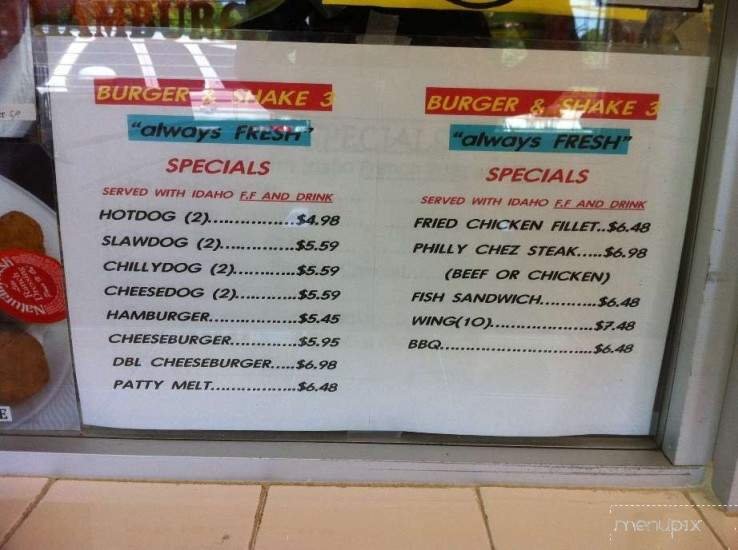 HAMBURG
BURGER & SHAKE 3
"always FRESH"
SPECIALS
SERVED WITH IDAHO F.F AND DRINK
HOTDOG (2)................$4.98
SLAWDOG (2)............$5.59
CHILLYDOG (2)...........$5.59
CHEESEDOG (2)...........$5.59
HAMBURGER................$5.45
CHEESEBURGER............$5.95
DBL CHEESEBURGER.....$6.98
PATTY MELT................$6.48
BURGER & SHAKE 3
"always FRESH"
SPECIALS
SERVED WITH IDAHO F.F AND DRINK
FRIED CHICKEN FILLET..$6.48
PHILLY CHEZ STEAK.....$6.98
(BEEF OR CHICKEN)
FISH SANDWICH..........$6.48
WING(10)...................$7.48
BBQ............................$6.48
E
menupix